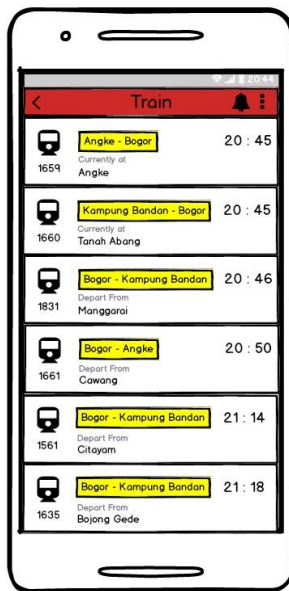 20:44
Train
Angke - Bogor
20 : 45
Currently at
1659
Angke
Kampung Bandan - Bogor
20 : 45
Currently at
1660
Tanah Abang
Bogor - Kampung Bandan
20 : 46
Depart From
1831
Manggarai
Bogor - Angke
20 : 50
Depart From
1661
Cawang
Bogor - Kampung Bandan
21 : 14
Depart From
1561
Citayam
Bogor - Kampung Bandan
21 : 18
Depart From
1635
Bojong Gede